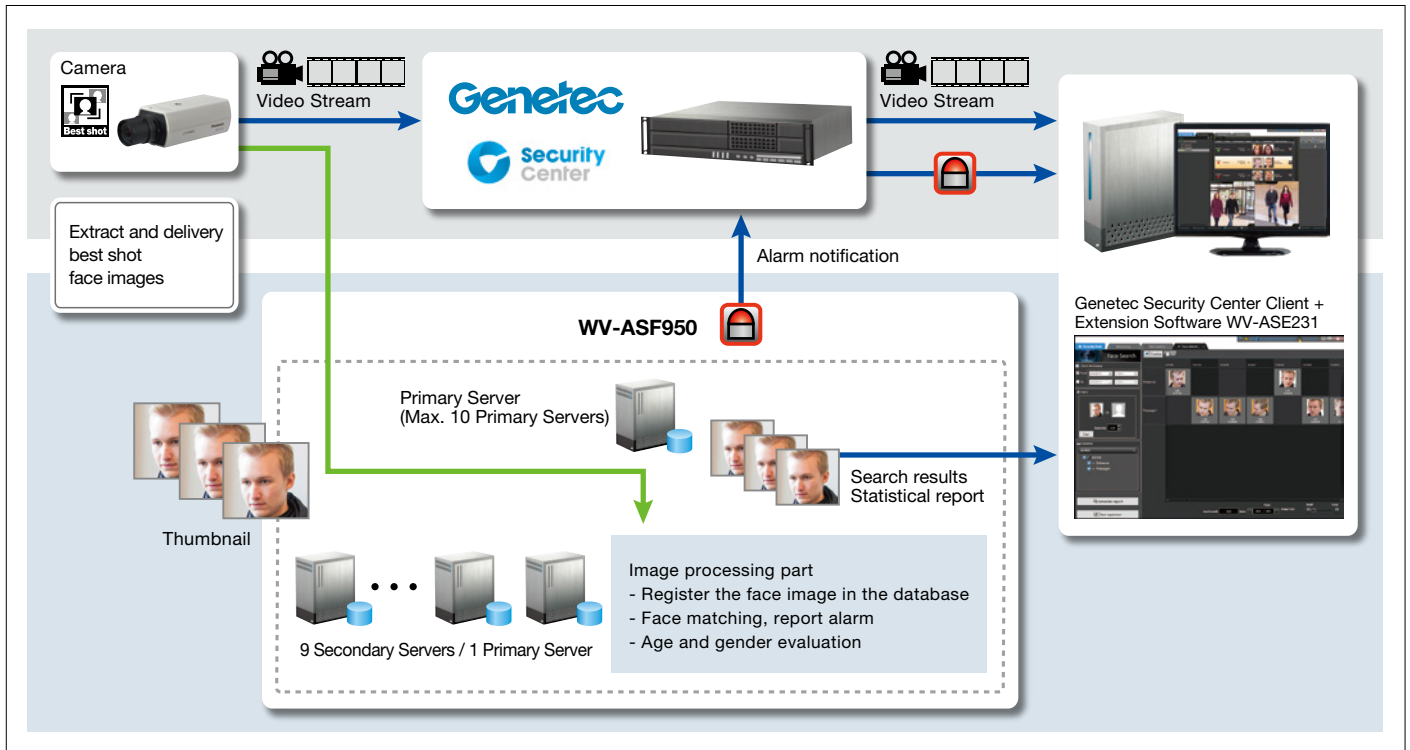 Camera
Best shot
Video Stream
Genetec
Security
Center
Video Stream
Extract and delivery
best shot
face images
Alarm notification
WV-ASF950
Genetec Security Center Client +
Extension Software WV-ASE231
Face Search
Primary Server
(Max. 10 Primary Servers)
Search results
Statistical report
Thumbnail
Image processing part
- Register the face image in the database
- Face matching, report alarm
- Age and gender evaluation
9 Secondary Servers / 1 Primary Server